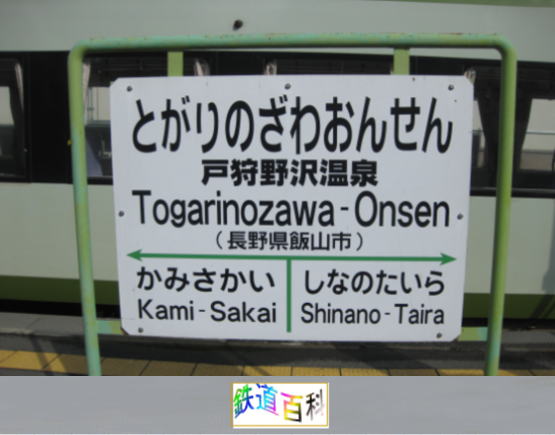 とがりのざわおんせん
戸狩野沢温泉
Togarinozawa-Onsen
（長野県飯山市）
かみさかい
Kami-Sakai
しなのたいら
Shinano-Taira
鉄道百科